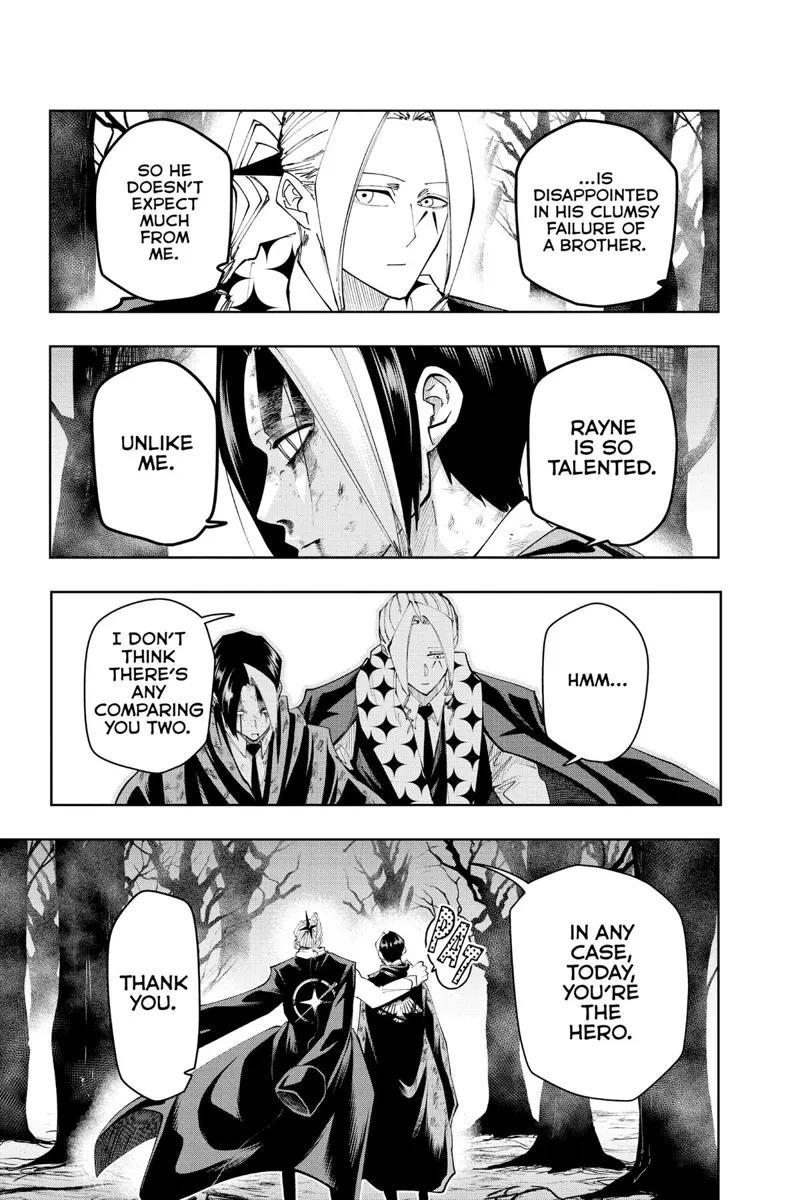 ...IS
DISAPPOINTED
IN HIS CLUMSY
FAILURE OF
A BROTHER.
SO HE
DOESN'T
EXPECT
MUCH
FROM
ME.
RAYNE
IS SO
TALENTED.
UNLIKE
ME.
HMM...
I DON'T
THINK
THERE'S
ANY
COMPARING
YOU TWO.
IN ANY
CASE,
TODAY,
YOU'RE
THE
HERO.
PAT
THANK
YOU.